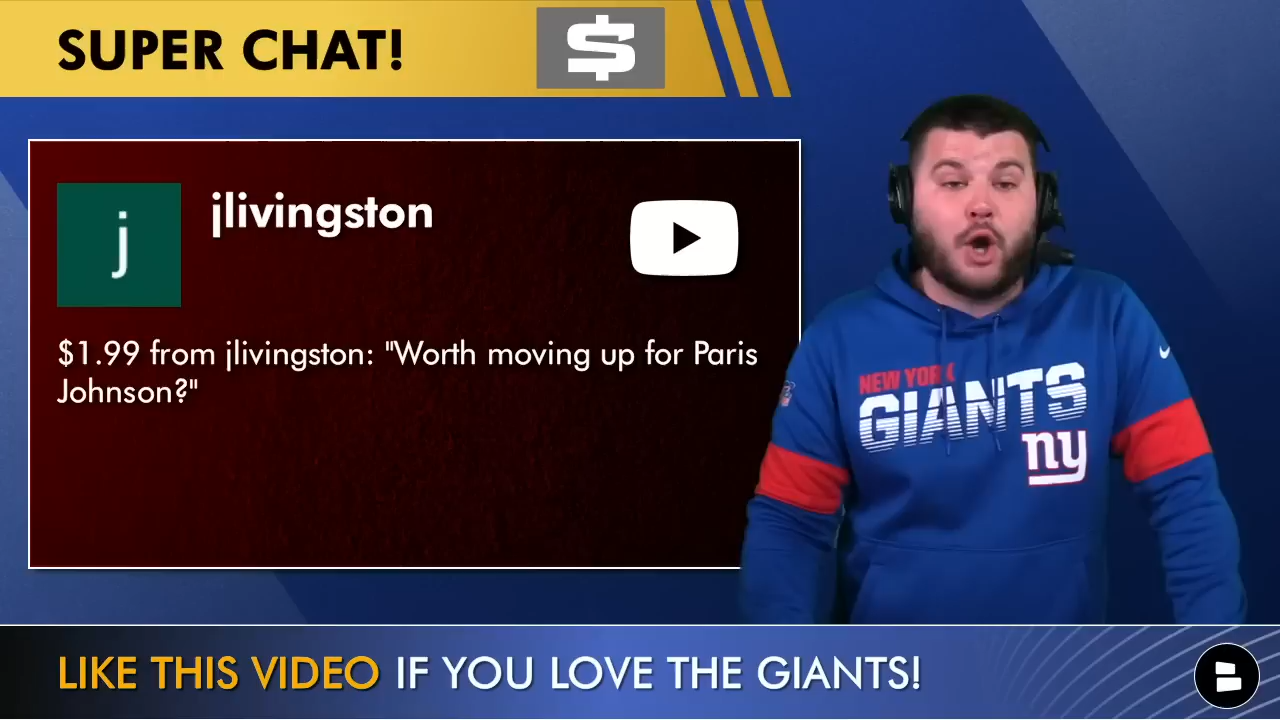 SUPER CHAT!
$
j
jlivingston
$1.99 from jlivingston: "Worth moving up for Paris
Johnson?"
NEW YORK
GIANTS
ny
LIKE THIS VIDEO IF YOU LOVE THE GIANTS!